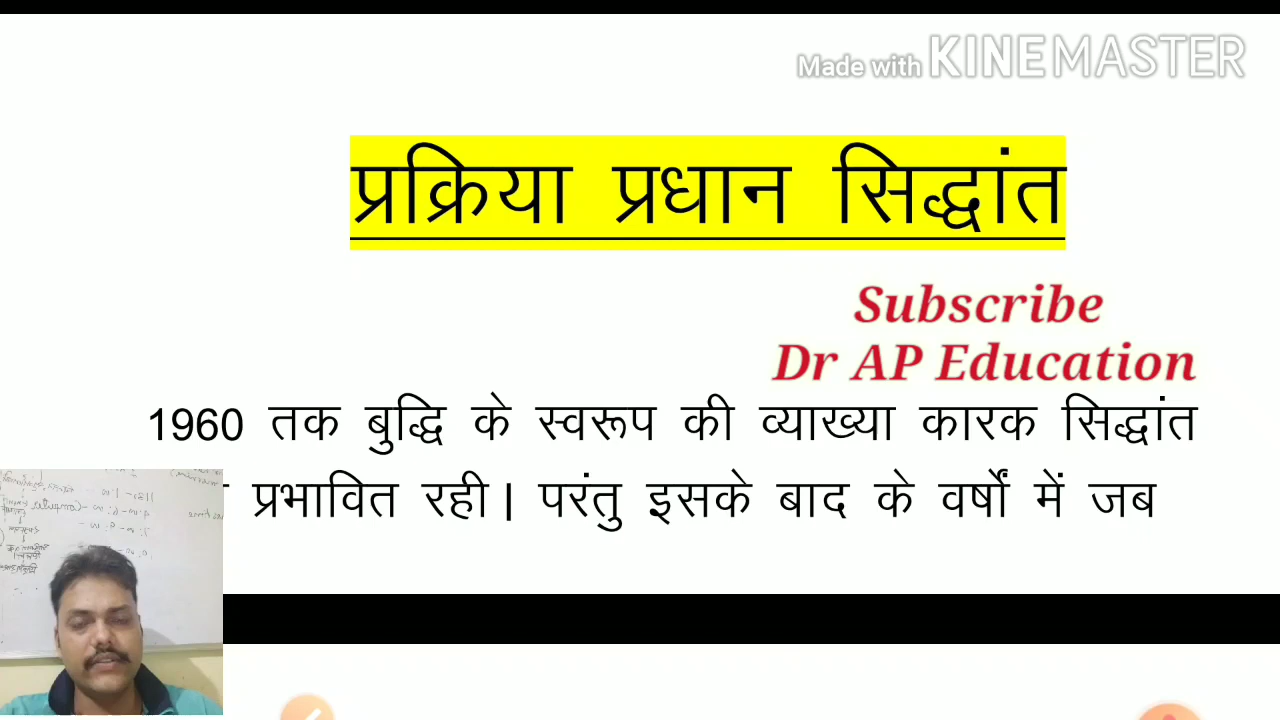 Made with KINEMASTER
प्रक्रिया प्रधान सिद्धांत
Subscribe
Dr AP Education
1960 तक बुद्धि के स्वरूप की व्याख्या कारक सिद्धांत
प्रभावित रही। परंतु इसके बाद के वर्षों में जब